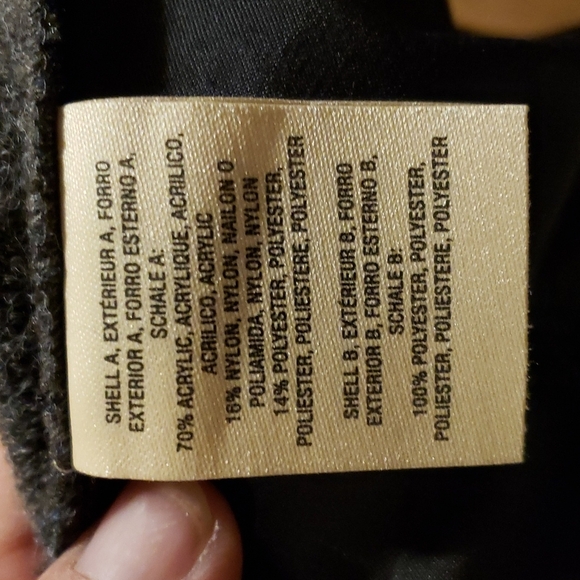 SHELL A, EXTÉRIEUR A, FORRO
EXTERIOR A, FORRO ESTERNO A,
SCHALE A:
70% ACRYLIC, ACRYLIQUE, ACRILICO,
ACRILICO, ACRYLIC
16% NYLON, NYLON, NAILON O
POLIAMIDA, NYLON, NYLON
14% POLYESTER, POLYESTER,
POLIESTER, POLIESTERE, POLYESTER
SHELL B, EXTÉRIEUR B, FORRO
EXTERIOR B, FORRO ESTERNO B,
SCHALE B:
100% POLYESTER, POLYESTER,
POLIESTER, POLIESTERE, POLYESTER